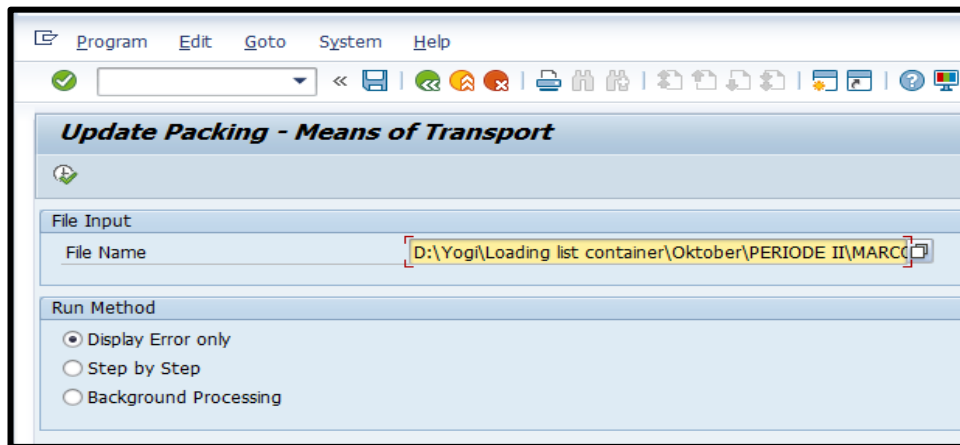 Program Edit Goto System Help
Update Packing - Means of Transport
File Input
File Name D:\Yogi\Loading list container\Oktober\PERIODE II\MARCO
Run Method
Display Error only
Step by Step
Background Processing